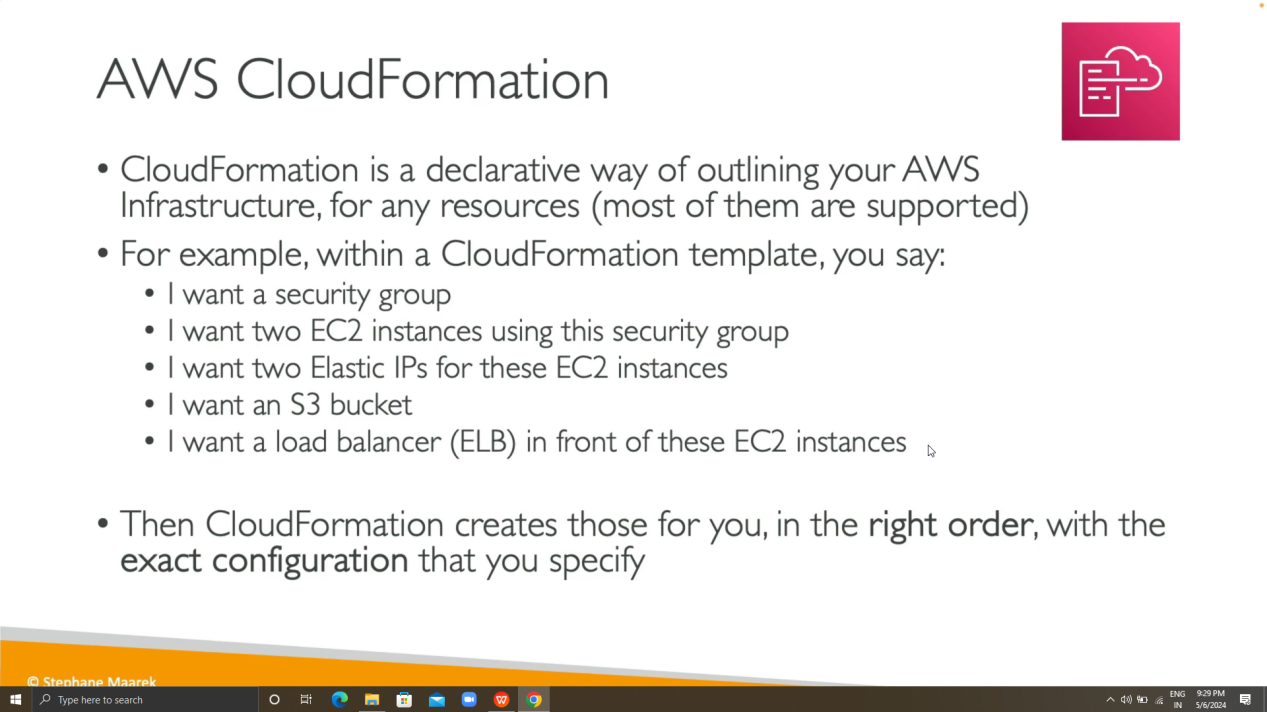 AWS CloudFormation
• CloudFormation is a declarative way of outlining your AWS
Infrastructure, for any resources (most of them are supported)
• For example, within a CloudFormation template, you say:
• I want a security group
• I want two EC2 instances using this security group
• I want two Elastic IPs for these EC2 instances
• I want an S3 bucket
• I want a load balancer (ELB) in front of these EC2 instances
• Then CloudFormation creates those for you, in the right order, with the
exact configuration that you specify
© Stephane Maarek
Type here to search
W
ENG
IN
9:29 PM
5/6/2024